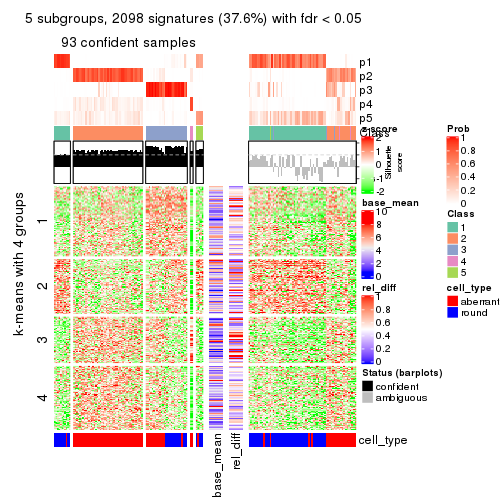 5 subgroups, 2098 signatures (37.6%) with fdr < 0.05
93 confident samples
p1
p2
p3
p4
p5
Class
z-score
2
1
0
-1
-2
Silhouette
score
k-means with 4 groups
1
2
3
4
base_mean
10
8
6
4
2
0
rel_diff
1
0.8
0.6
0.4
0.2
0
Status (barplots)
confident
ambiguous
Prob
1
0.8
0.6
0.4
0.2
0
Class
1
2
3
4
5
cell_type
aberrant
round
cell_type
base_mean
rel_diff